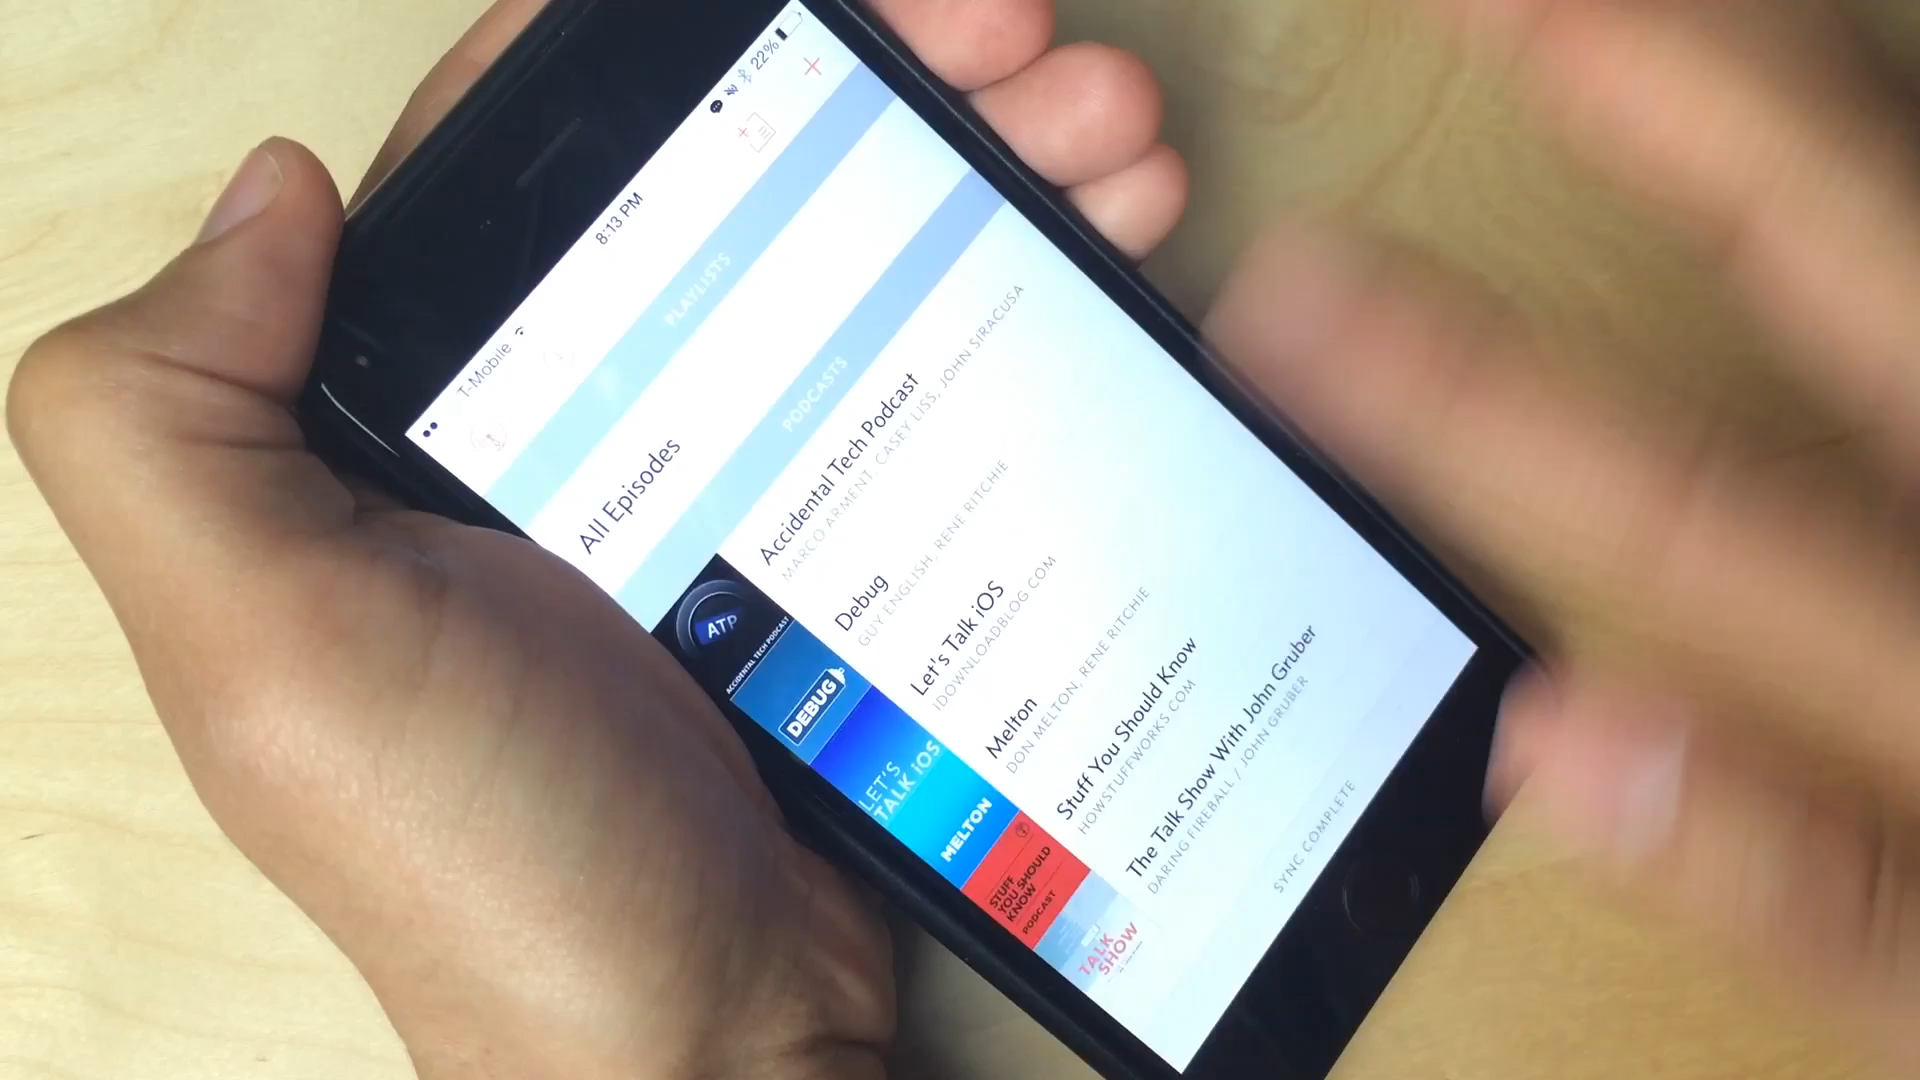 T-Mobile 8:13 PM 22%
PLAYLISTS
All Episodes
PODCASTS
ATP
ACCIDENTAL TECH PODCAST
Accidental Tech Podcast
MARCO ARMENT, CASEY LISS, JOHN SIRACUSA
DEBUG
Debug
GUY ENGLISH, RENE RITCHIE
LET'S
TALK iOS
Let's Talk iOS
IDOWNLOADBLOG.COM
MELTON
Melton
DON MELTON, RENE RITCHIE
STUFF
YOU SHOULD
KNOW
PODCAST
Stuff You Should Know
HOWSTUFFWORKS.COM
TALK
SHOW
The Talk Show With John Gruber
DARING FIREBALL / JOHN GRUBER
SYNC COMPLETE